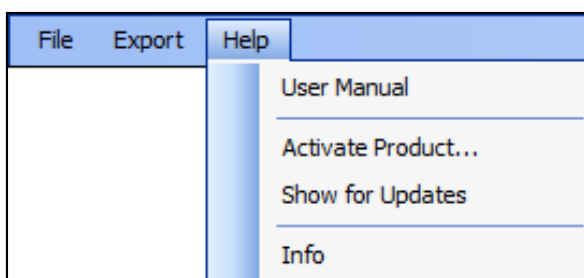 File Export Help
User Manual
Activate Product...
Show for Updates
Info